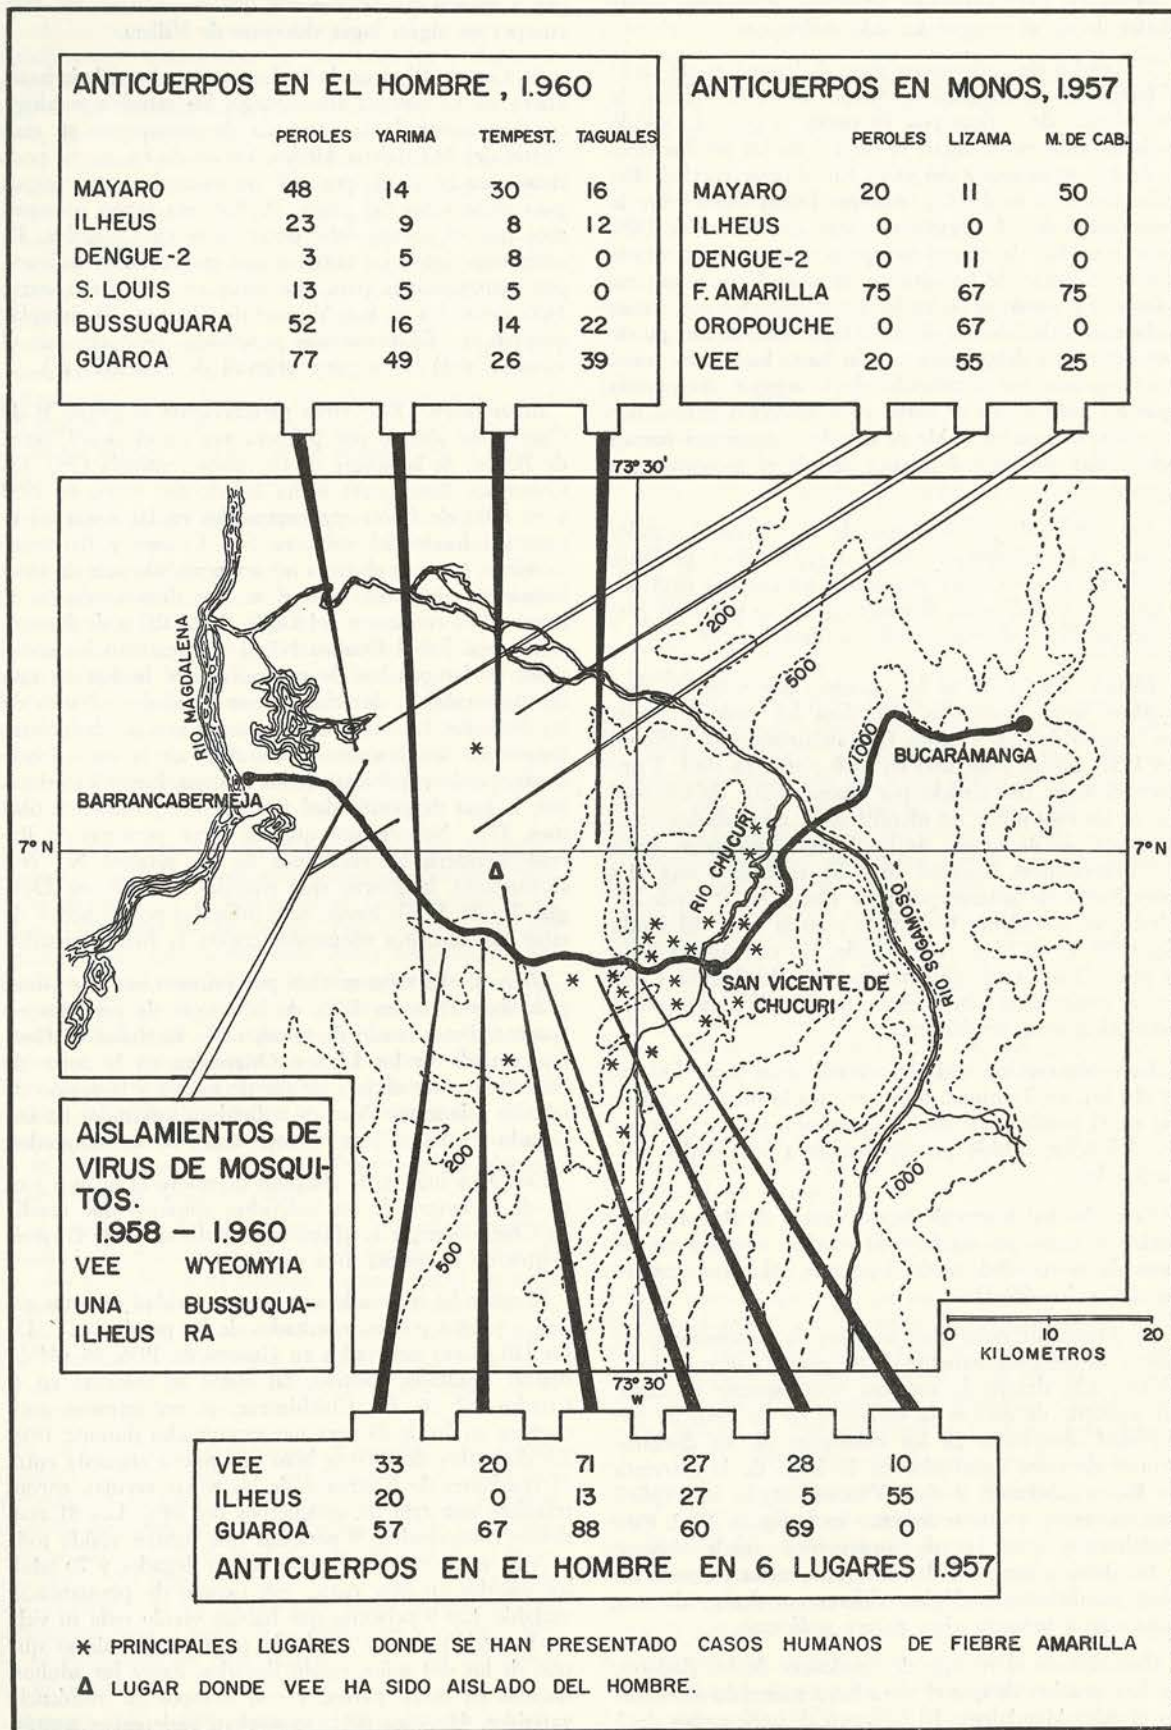 ANTICUERPOS EN EL HOMBRE, 1.960
PEROLES YARIMA TEMPEST. TAGUALES
MAYARO 48 14 30 16
ILHEUS 23 9 8 12
DENGUE-2 3 5 8 0
S. LOUIS 13 5 5 0
BUSSUQUARA 52 16 14 22
GUAROA 77 49 26 39
ANTICUERPOS EN MONOS, 1.957
PEROLES LIZAMA M. DE CAB.
MAYARO 20 11 50
ILHEUS 0 0 0
DENGUE-2 0 11 0
F. AMARILLA 75 67 75
OROPOUCHE 0 67 0
VEE 20 55 25
73° 30'
200
500
1.000
RIO MAGDALENA
BUCARAMANGA
BARRANCABERMEJA
RIO CHUCURI
7° N
7° N
RIO SOGAMOSO
SAN VICENTE DE
CHUCURI
200
500
1.000
AISLAMIENTOS DE
VIRUS DE MOSQUI-
TOS.
1.958 — 1.960
VEE WYEOMYIA
UNA BUSSUQUA-
ILHEUS RA
0 10 20
KILOMETROS
73° 30'
W
VEE 33 20 71 27 28 10
ILHEUS 20 0 13 27 5 55
GUAROA 57 67 88 60 69 0
ANTICUERPOS EN EL HOMBRE EN 6 LUGARES 1.957
* PRINCIPALES LUGARES DONDE SE HAN PRESENTADO CASOS HUMANOS DE FIEBRE AMARILLA
Δ LUGAR DONDE VEE HA SIDO AISLADO DEL HOMBRE.